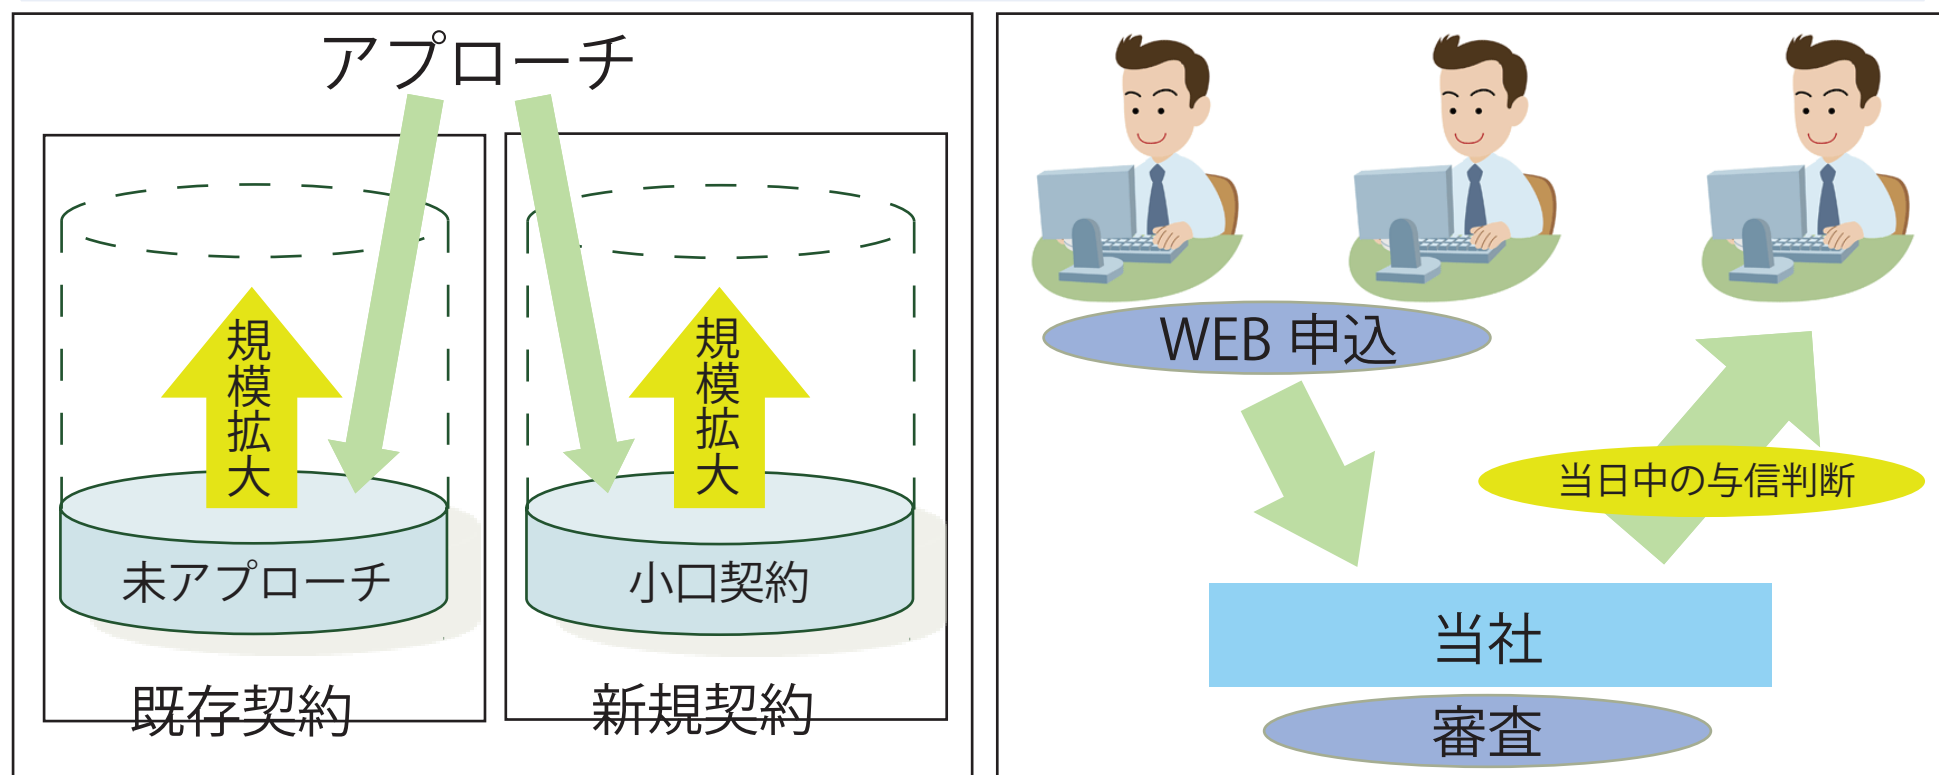 アプローチ
規模拡大
規模拡大
未アプローチ
小口契約
既存契約
新規契約
WEB 申込
当日中の与信判断
当社
審査